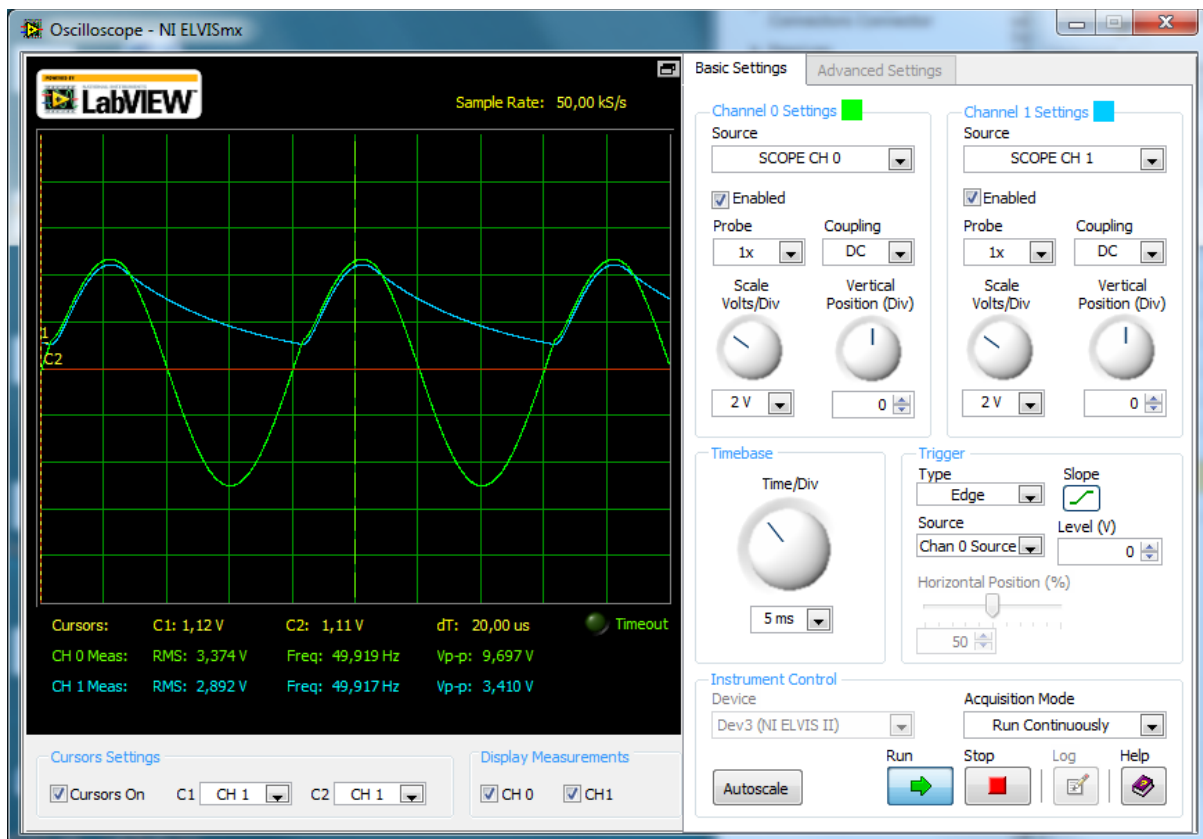 Oscilloscope - NI ELVISmx
POWERED BY
NATIONAL INSTRUMENTS
LabVIEW
Sample Rate: 50,00 kS/s
1
C2
Cursors: C1: 1,12 V C2: 1,11 V dT: 20,00 us Timeout
CH 0 Meas: RMS: 3,374 V Freq: 49,919 Hz Vp-p: 9,697 V
CH 1 Meas: RMS: 2,892 V Freq: 49,917 Hz Vp-p: 3,410 V
Cursors Settings
Cursors On C1 CH 1 C2 CH 1
Display Measurements
CH 0 CH1
Basic Settings Advanced Settings
Channel 0 Settings
Source
SCOPE CH 0
Enabled
Probe Coupling
1x DC
Scale Vertical
Volts/Div Position (Div)
2 V 0
Channel 1 Settings
Source
SCOPE CH 1
Enabled
Probe Coupling
1x DC
Scale Vertical
Volts/Div Position (Div)
2 V 0
Timebase
Time/Div
5 ms
Trigger
Type Slope
Edge
Source Level (V)
Chan 0 Source 0
Horizontal Position (%)
50
Instrument Control
Device Acquisition Mode
Dev3 (NI ELVIS II) Run Continuously
Run Stop Log Help
Autoscale